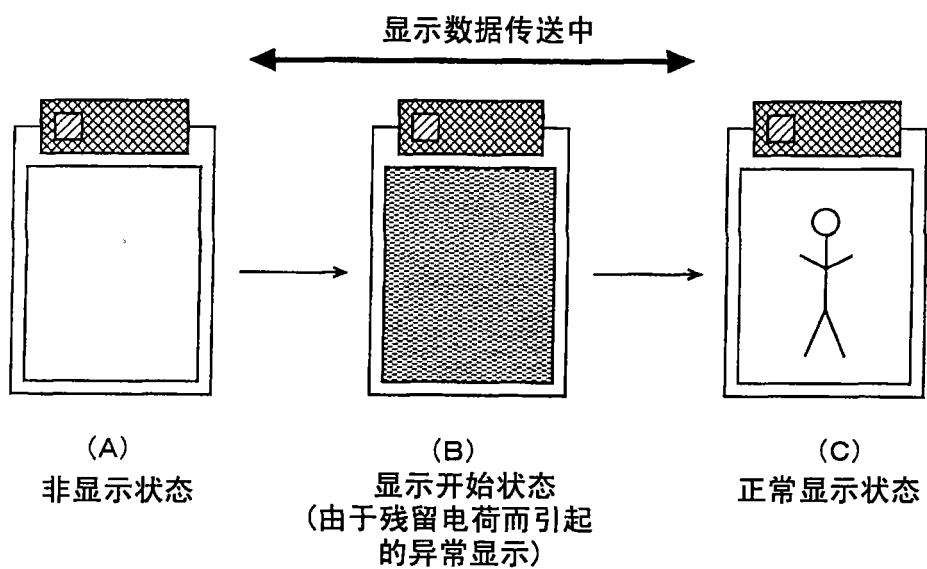 显示数据传送中
(A)
非显示状态
(B)
显示开始状态
(由于残留电荷而引起
的异常显示)
(C)
正常显示状态